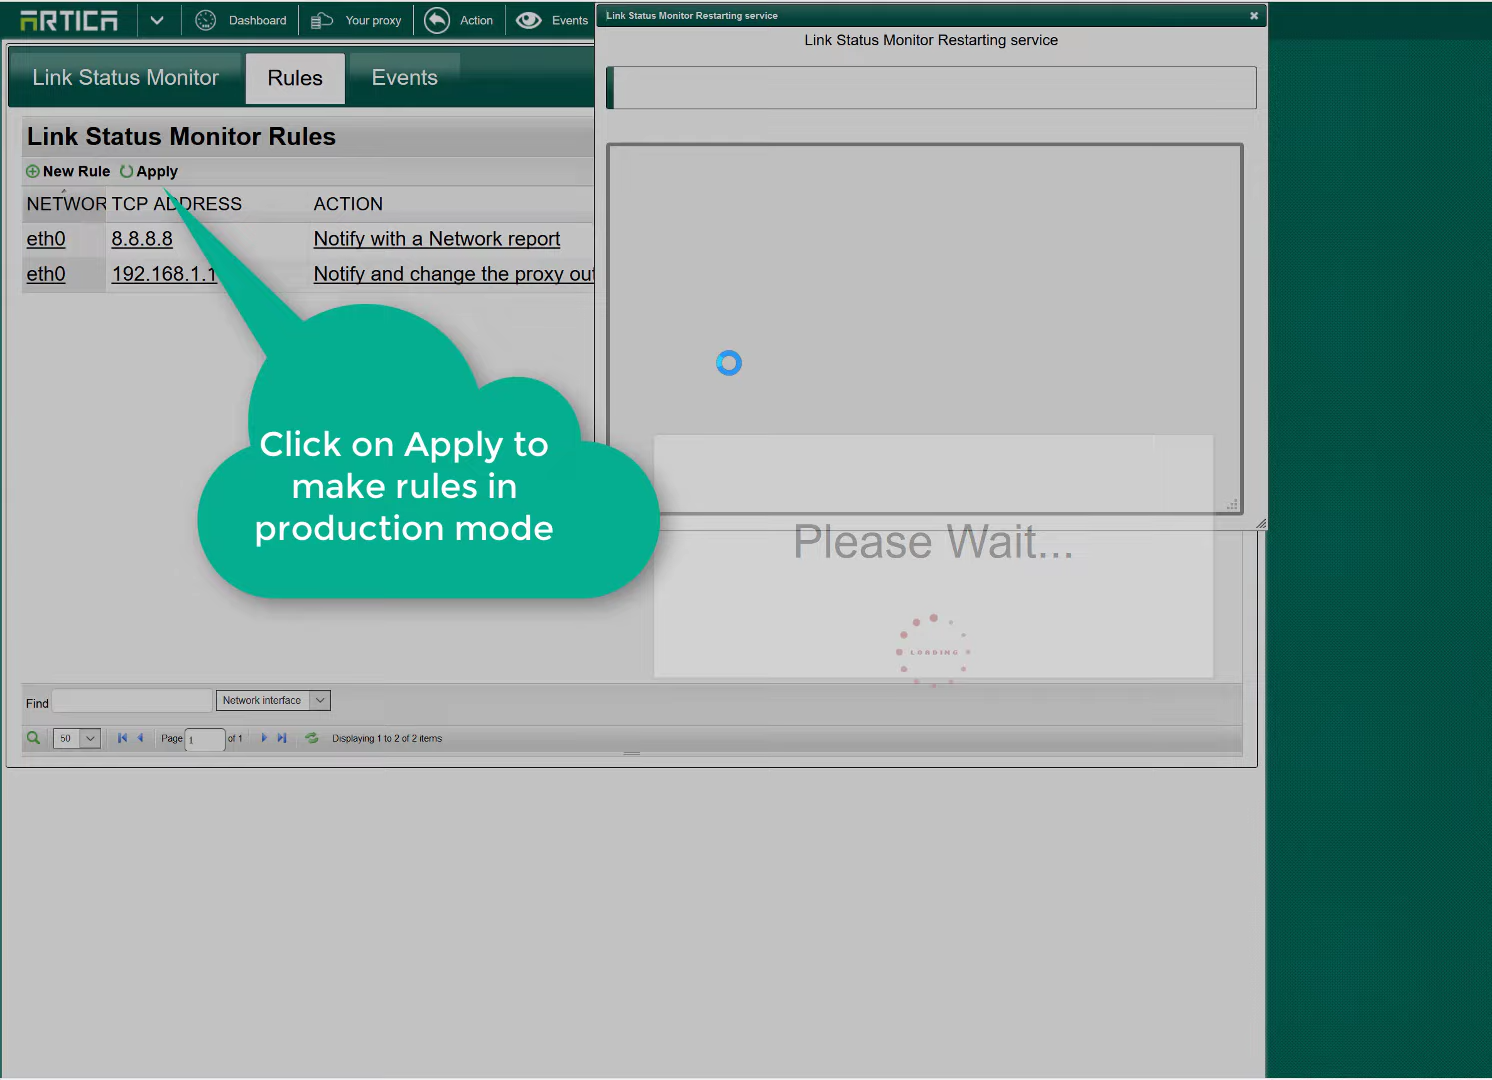 ARTICA
Dashboard
Your proxy
Action
Events
Link Status Monitor Restarting service
Link Status Monitor Restarting service
Link Status Monitor
Rules
Events
Link Status Monitor Rules
New Rule
Apply
NETWOR
TCP ADDRESS
ACTION
eth0
8.8.8.8
Notify with a Network report
eth0
192.168.1.1
Notify and change the proxy out
Click on Apply to
make rules in
production mode
Please Wait...
LOADING
Find
Network interface
50
Page
1
of 1
Displaying 1 to 2 of 2 items